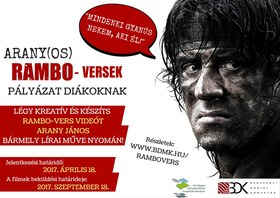 "MINDENKI GYANÚS
NEKEM, AKI ÉL!"
ARANY(OS)
RAMBO - VERSEK
PÁLYÁZAT DIÁKOKNAK
LÉGY KREATÍV ÉS KÉSZÍTS
RAMBO-VERS VIDEÓT
ARANY JÁNOS
BÁRMELY LÍRAI MŰVE NYOMÁN!
Jelentkezési határidő:
2017. ÁPRILIS 18.
A filmek beküldési határideje:
2017. SZEPTEMBER 18.
Részletek:
WWW.BDMK.HU/
RAMBOVERS
BDK